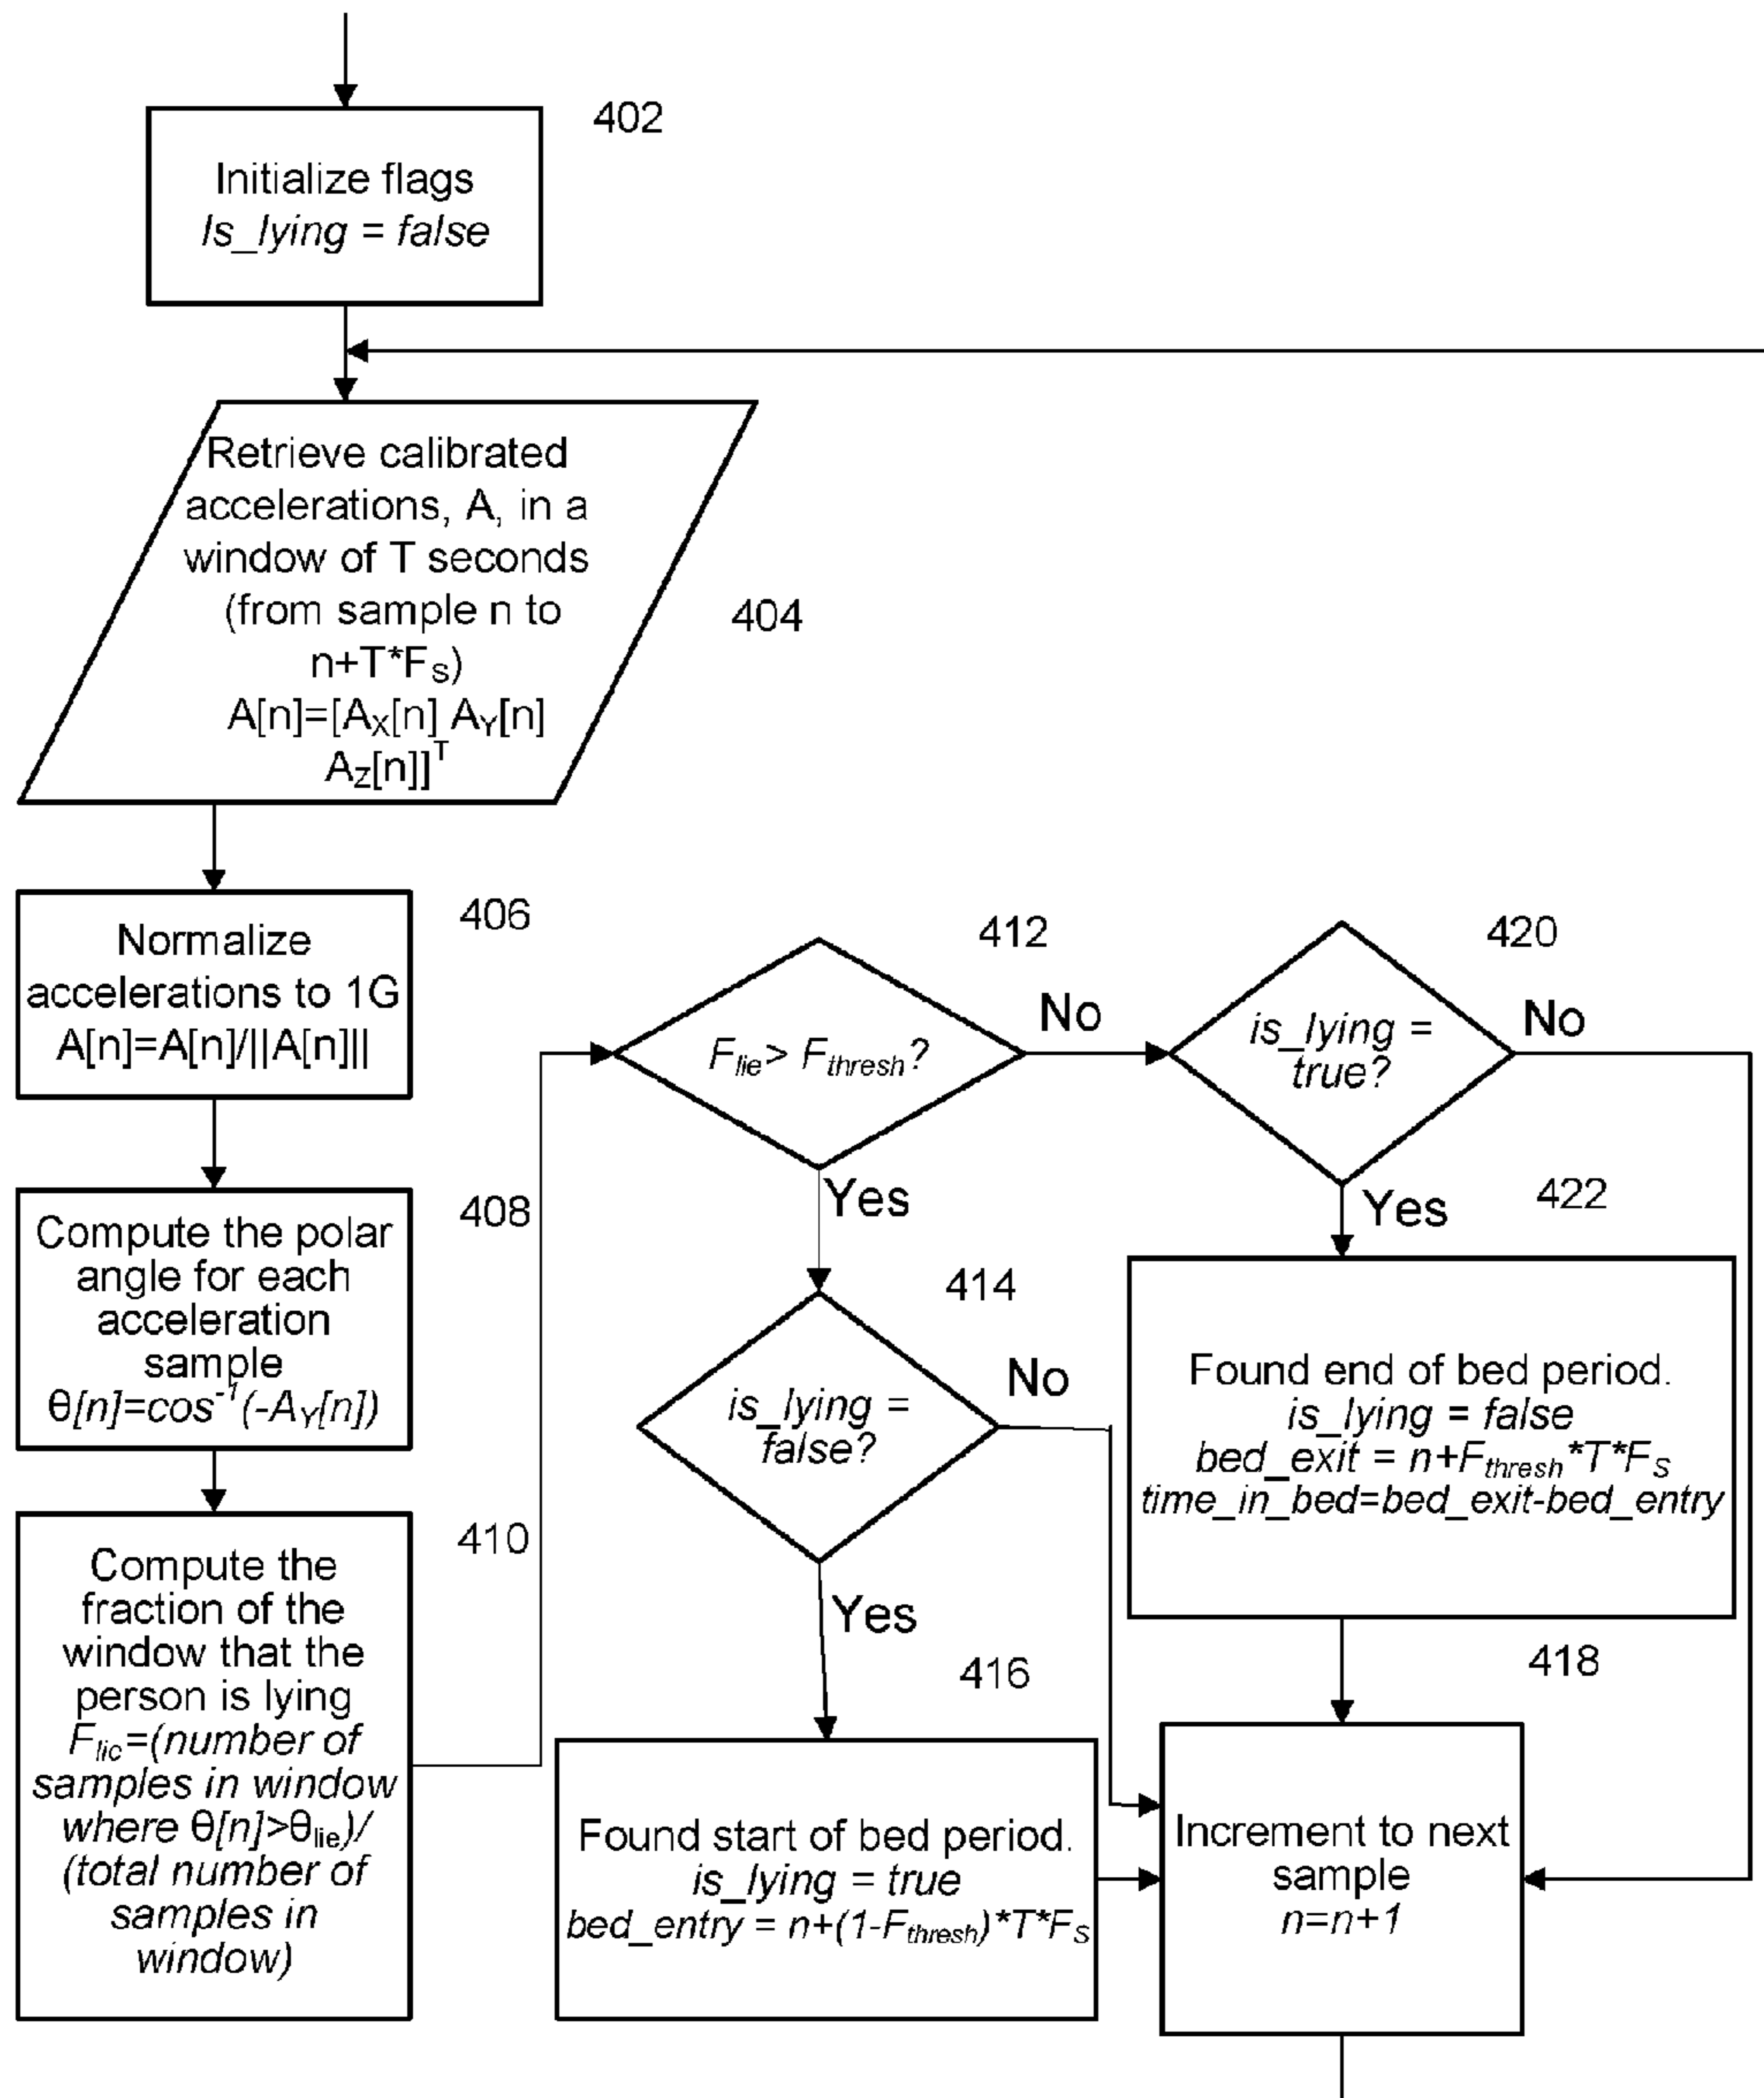 402
Initialize flags
Is_lying = false
Retrieve calibrated
accelerations, A, in a
window of T seconds
(from sample n to
n+T*FS)
A[n]=[AX[n] AY[n]
AZ[n]]T
404
Normalize
accelerations to 1G
A[n]=A[n]/||A[n]||
406
Compute the polar
angle for each
acceleration
sample
θ[n]=cos-1(-AY[n])
408
Compute the
fraction of the
window that the
person is lying
Flic=(number of
samples in window
where θ[n]>θlie)/
(total number of
samples in
window)
410
412
Flie> Fthresh?
No
Yes
414
is_lying =
false?
No
Yes
416
Found start of bed period.
is_lying = true
bed_entry = n+(1-Fthresh)*T*FS
420
is_lying =
true?
No
Yes
422
Found end of bed period.
is_lying = false
bed_exit = n+Fthresh*T*FS
time_in_bed=bed_exit-bed_entry
418
Increment to next
sample
n=n+1